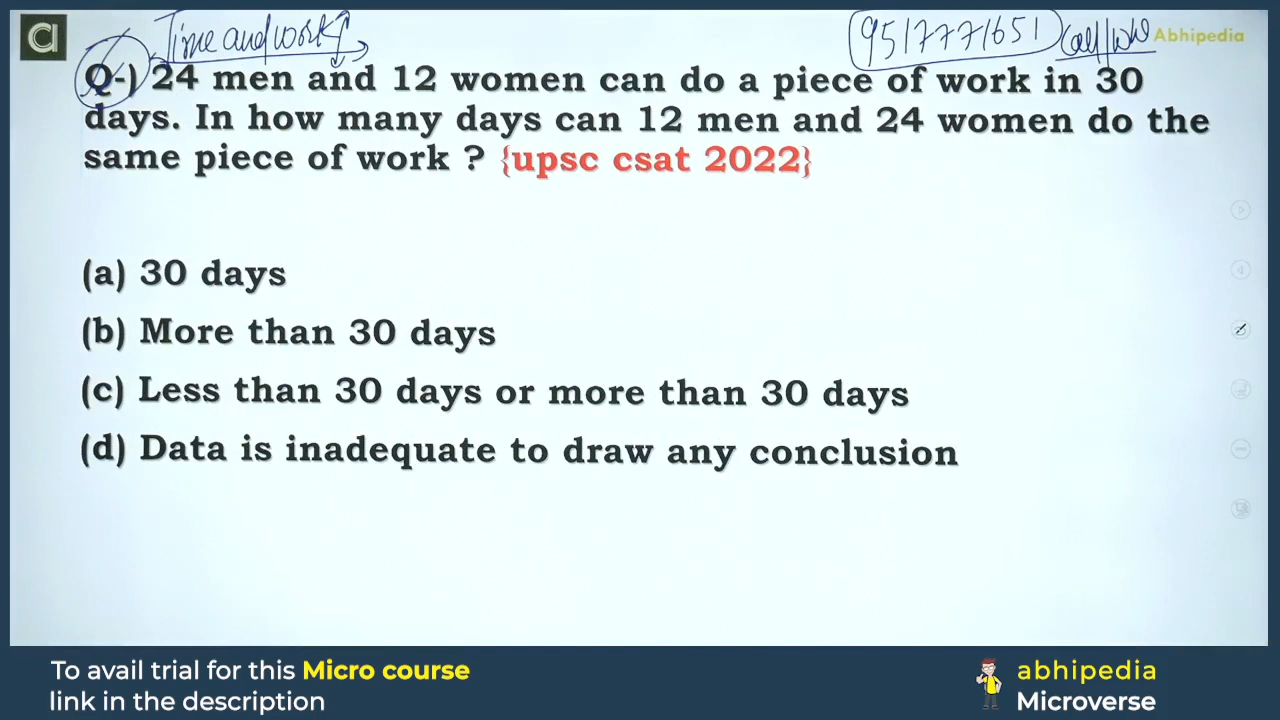 Time and work
9517771651 Call/Wh
Abhipedia
Q-) 24 men and 12 women can do a piece of work in 30
days. In how many days can 12 men and 24 women do the
same piece of work ? {upsc csat 2022}
(a) 30 days
(b) More than 30 days
(c) Less than 30 days or more than 30 days
(d) Data is inadequate to draw any conclusion
To avail trial for this Micro course
link in the description
abhipedia
Microverse